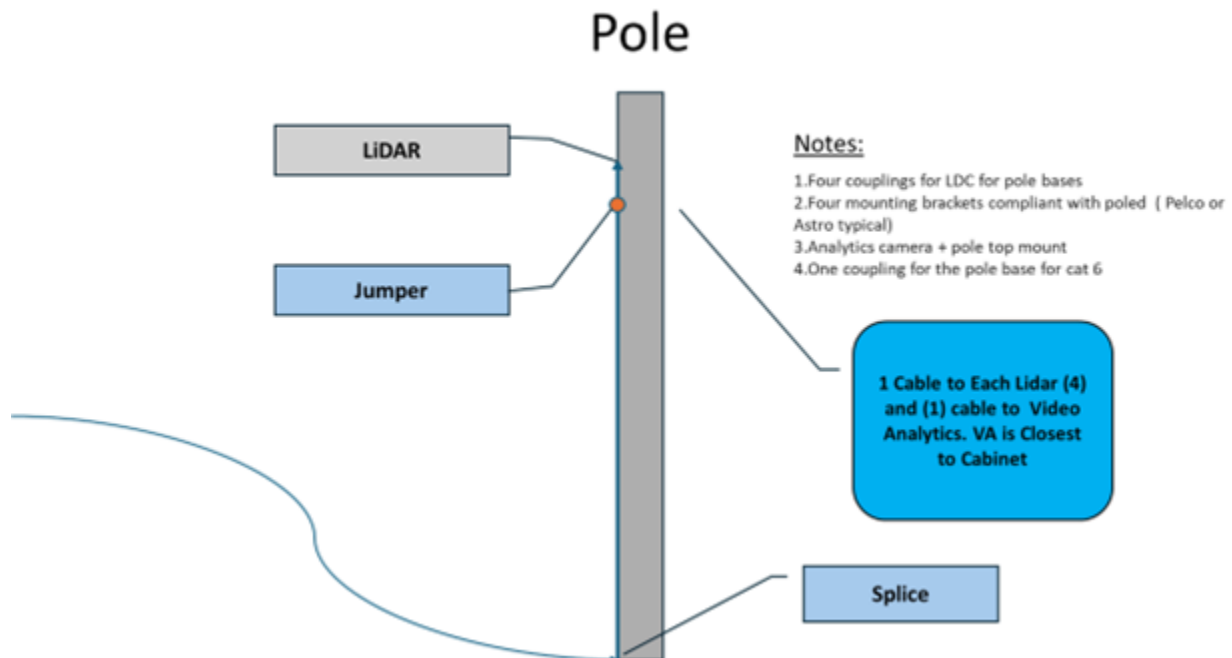 Pole
LiDAR
Jumper
Notes:
1.Four couplings for LDC for pole bases
2.Four mounting brackets compliant with poled ( Pelco or
Astro typical)
3.Analytics camera + pole top mount
4.One coupling for the pole base for cat 6
1 Cable to Each Lidar (4)
and (1) cable to Video
Analytics. VA is Closest
to Cabinet
Splice